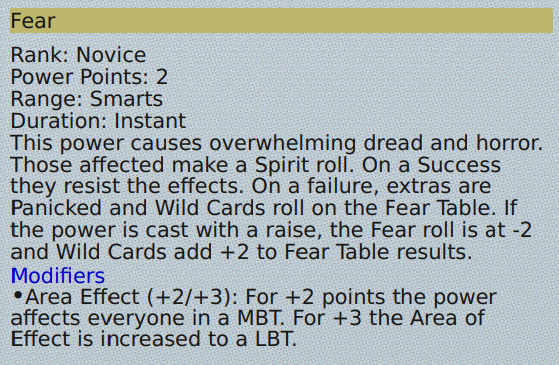 Fear
Rank: Novice
Power Points: 2
Range: Smarts
Duration: Instant
This power causes overwhelming dread and horror.
Those affected make a Spirit roll. On a Success
they resist the effects. On a failure, extras are
Panicked and Wild Cards roll on the Fear Table. If
the power is cast with a raise, the Fear roll is at -2
and Wild Cards add +2 to Fear Table results.
Modifiers
•Area Effect (+2/+3): For +2 points the power
affects everyone in a MBT. For +3 the Area of
Effect is increased to a LBT.